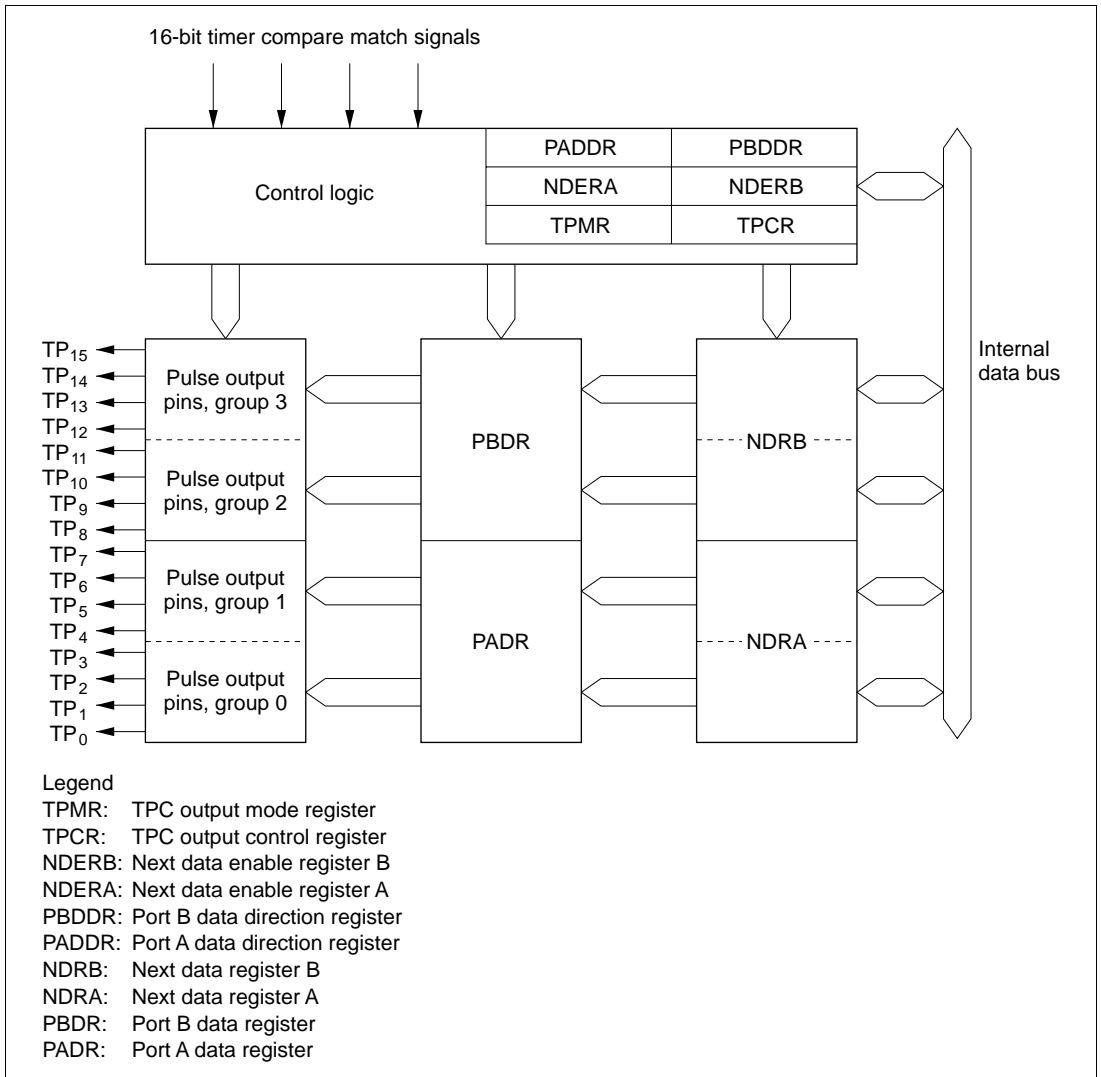 16-bit timer compare match signals
Control logic
PADDR PBDDR
NDERA NDERB
TPMR TPCR
Internal
data bus
TP15
TP14
TP13
TP12
TP11
TP10
TP9
TP8
TP7
TP6
TP5
TP4
TP3
TP2
TP1
TP0
Pulse output
pins, group 3
Pulse output
pins, group 2
Pulse output
pins, group 1
Pulse output
pins, group 0
PBDR
PADR
NDRB
NDRA
Legend
TPMR: TPC output mode register
TPCR: TPC output control register
NDERB: Next data enable register B
NDERA: Next data enable register A
PBDDR: Port B data direction register
PADDR: Port A data direction register
NDRB: Next data register B
NDRA: Next data register A
PBDR: Port B data register
PADR: Port A data register